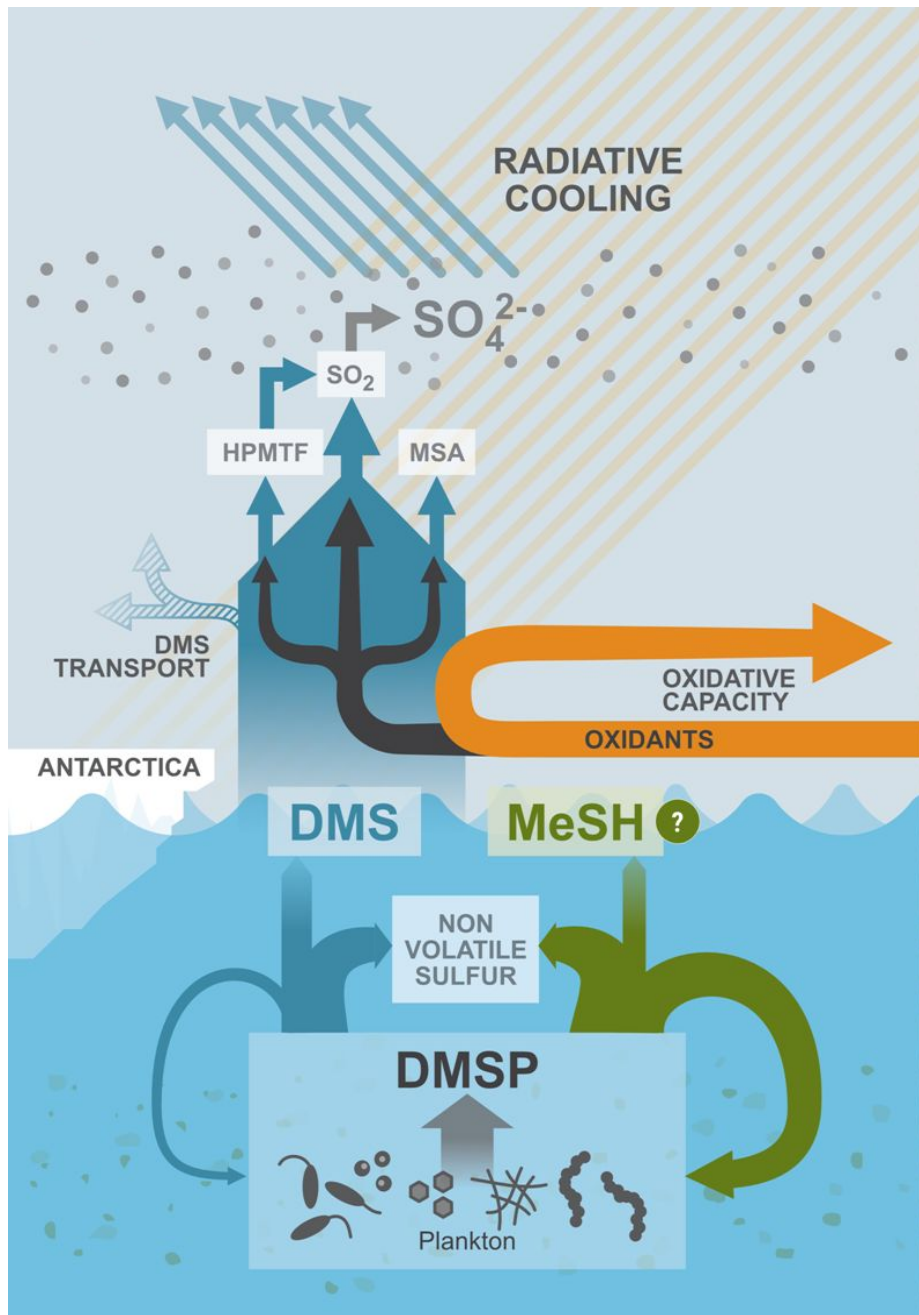 RADIATIVE
COOLING
SO₄²⁻
SO₂
HPMTF
MSA
DMS
TRANSPORT
OXIDATIVE
CAPACITY
OXIDANTS
ANTARCTICA
DMS
MeSH ?
NON
VOLATILE
SULFUR
DMSP
Plankton